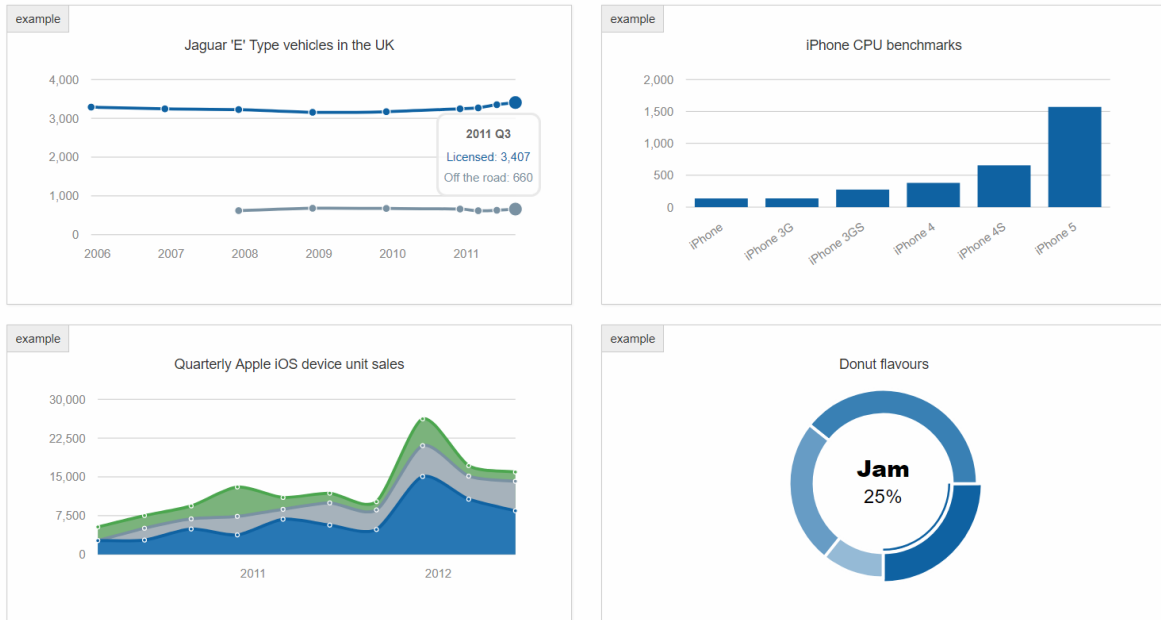 example
Jaguar 'E' Type vehicles in the UK
4,000
3,000
2,000
1,000
0
2006 2007 2008 2009 2010 2011
2011 Q3
Licensed: 3,407
Off the road: 660
example
iPhone CPU benchmarks
2,000
1,500
1,000
500
0
iPhone iPhone 3G iPhone 3GS iPhone 4 iPhone 4S iPhone 5
example
Quarterly Apple iOS device unit sales
30,000
22,500
15,000
7,500
0
2011 2012
example
Donut flavours
Jam
25%